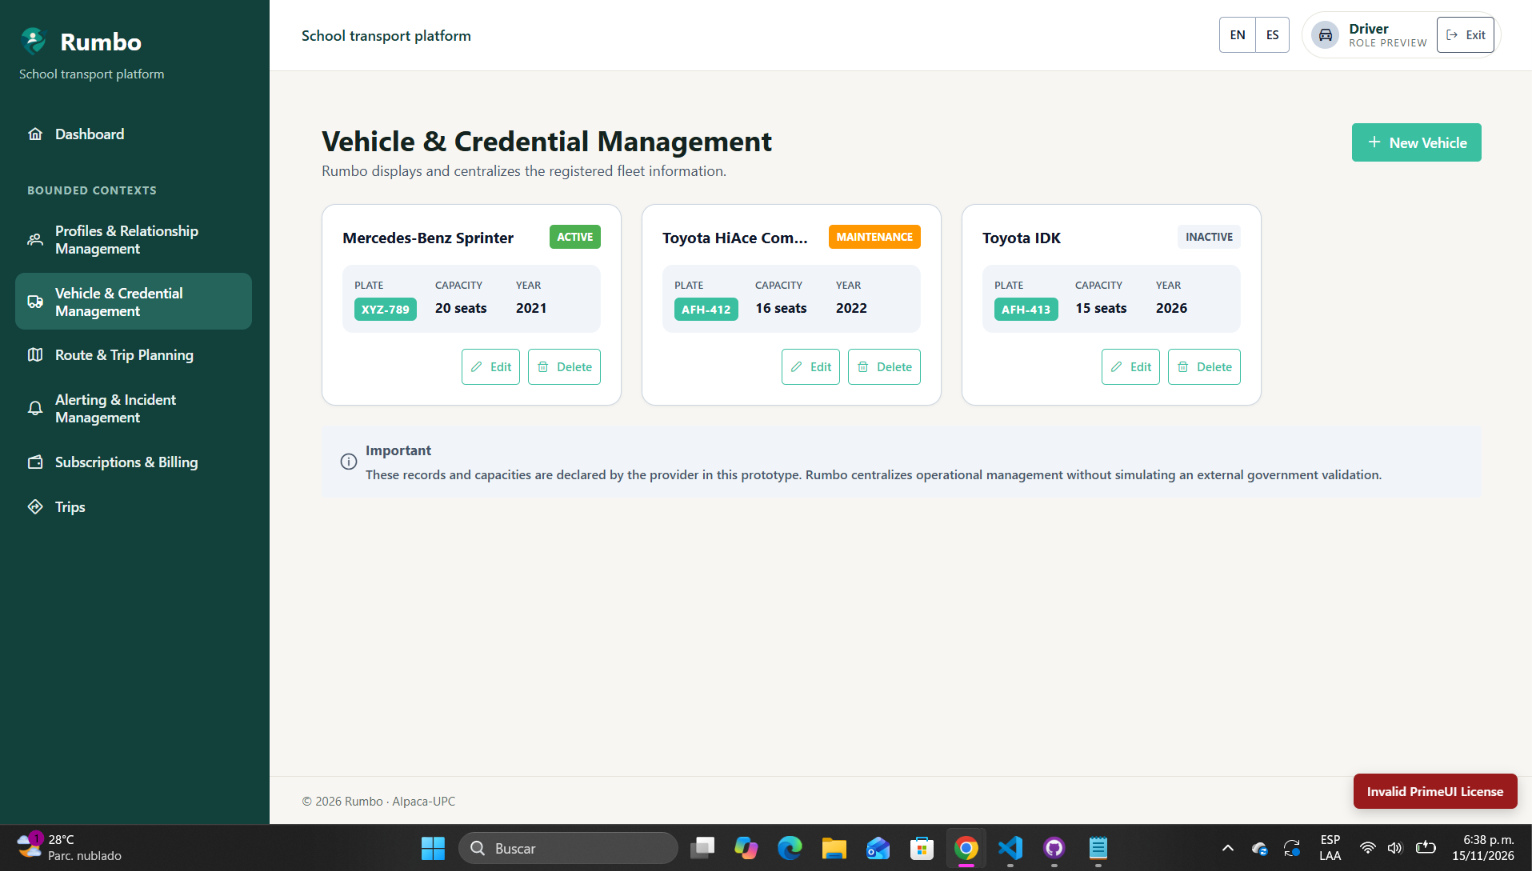 Rumbo
School transport platform
Dashboard
BOUNDED CONTEXTS
Profiles & Relationship
Management
Vehicle & Credential
Management
Route & Trip Planning
Alerting & Incident
Management
Subscriptions & Billing
Trips
School transport platform
EN ES
Driver
ROLE PREVIEW
Exit
Vehicle & Credential Management
Rumbo displays and centralizes the registered fleet information.
New Vehicle
Mercedes-Benz Sprinter ACTIVE
PLATE CAPACITY YEAR
XYZ-789 20 seats 2021
Edit Delete
Toyota HiAce Com... MAINTENANCE
PLATE CAPACITY YEAR
AFH-412 16 seats 2022
Edit Delete
Toyota IDK INACTIVE
PLATE CAPACITY YEAR
AFH-413 15 seats 2026
Edit Delete
Important
These records and capacities are declared by the provider in this prototype. Rumbo centralizes operational management without simulating an external government validation.
© 2026 Rumbo · Alpaca-UPC
Invalid PrimeUI License
1
28°C
Parc. nublado
Buscar
ESP
LAA
6:38 p. m.
15/11/2026